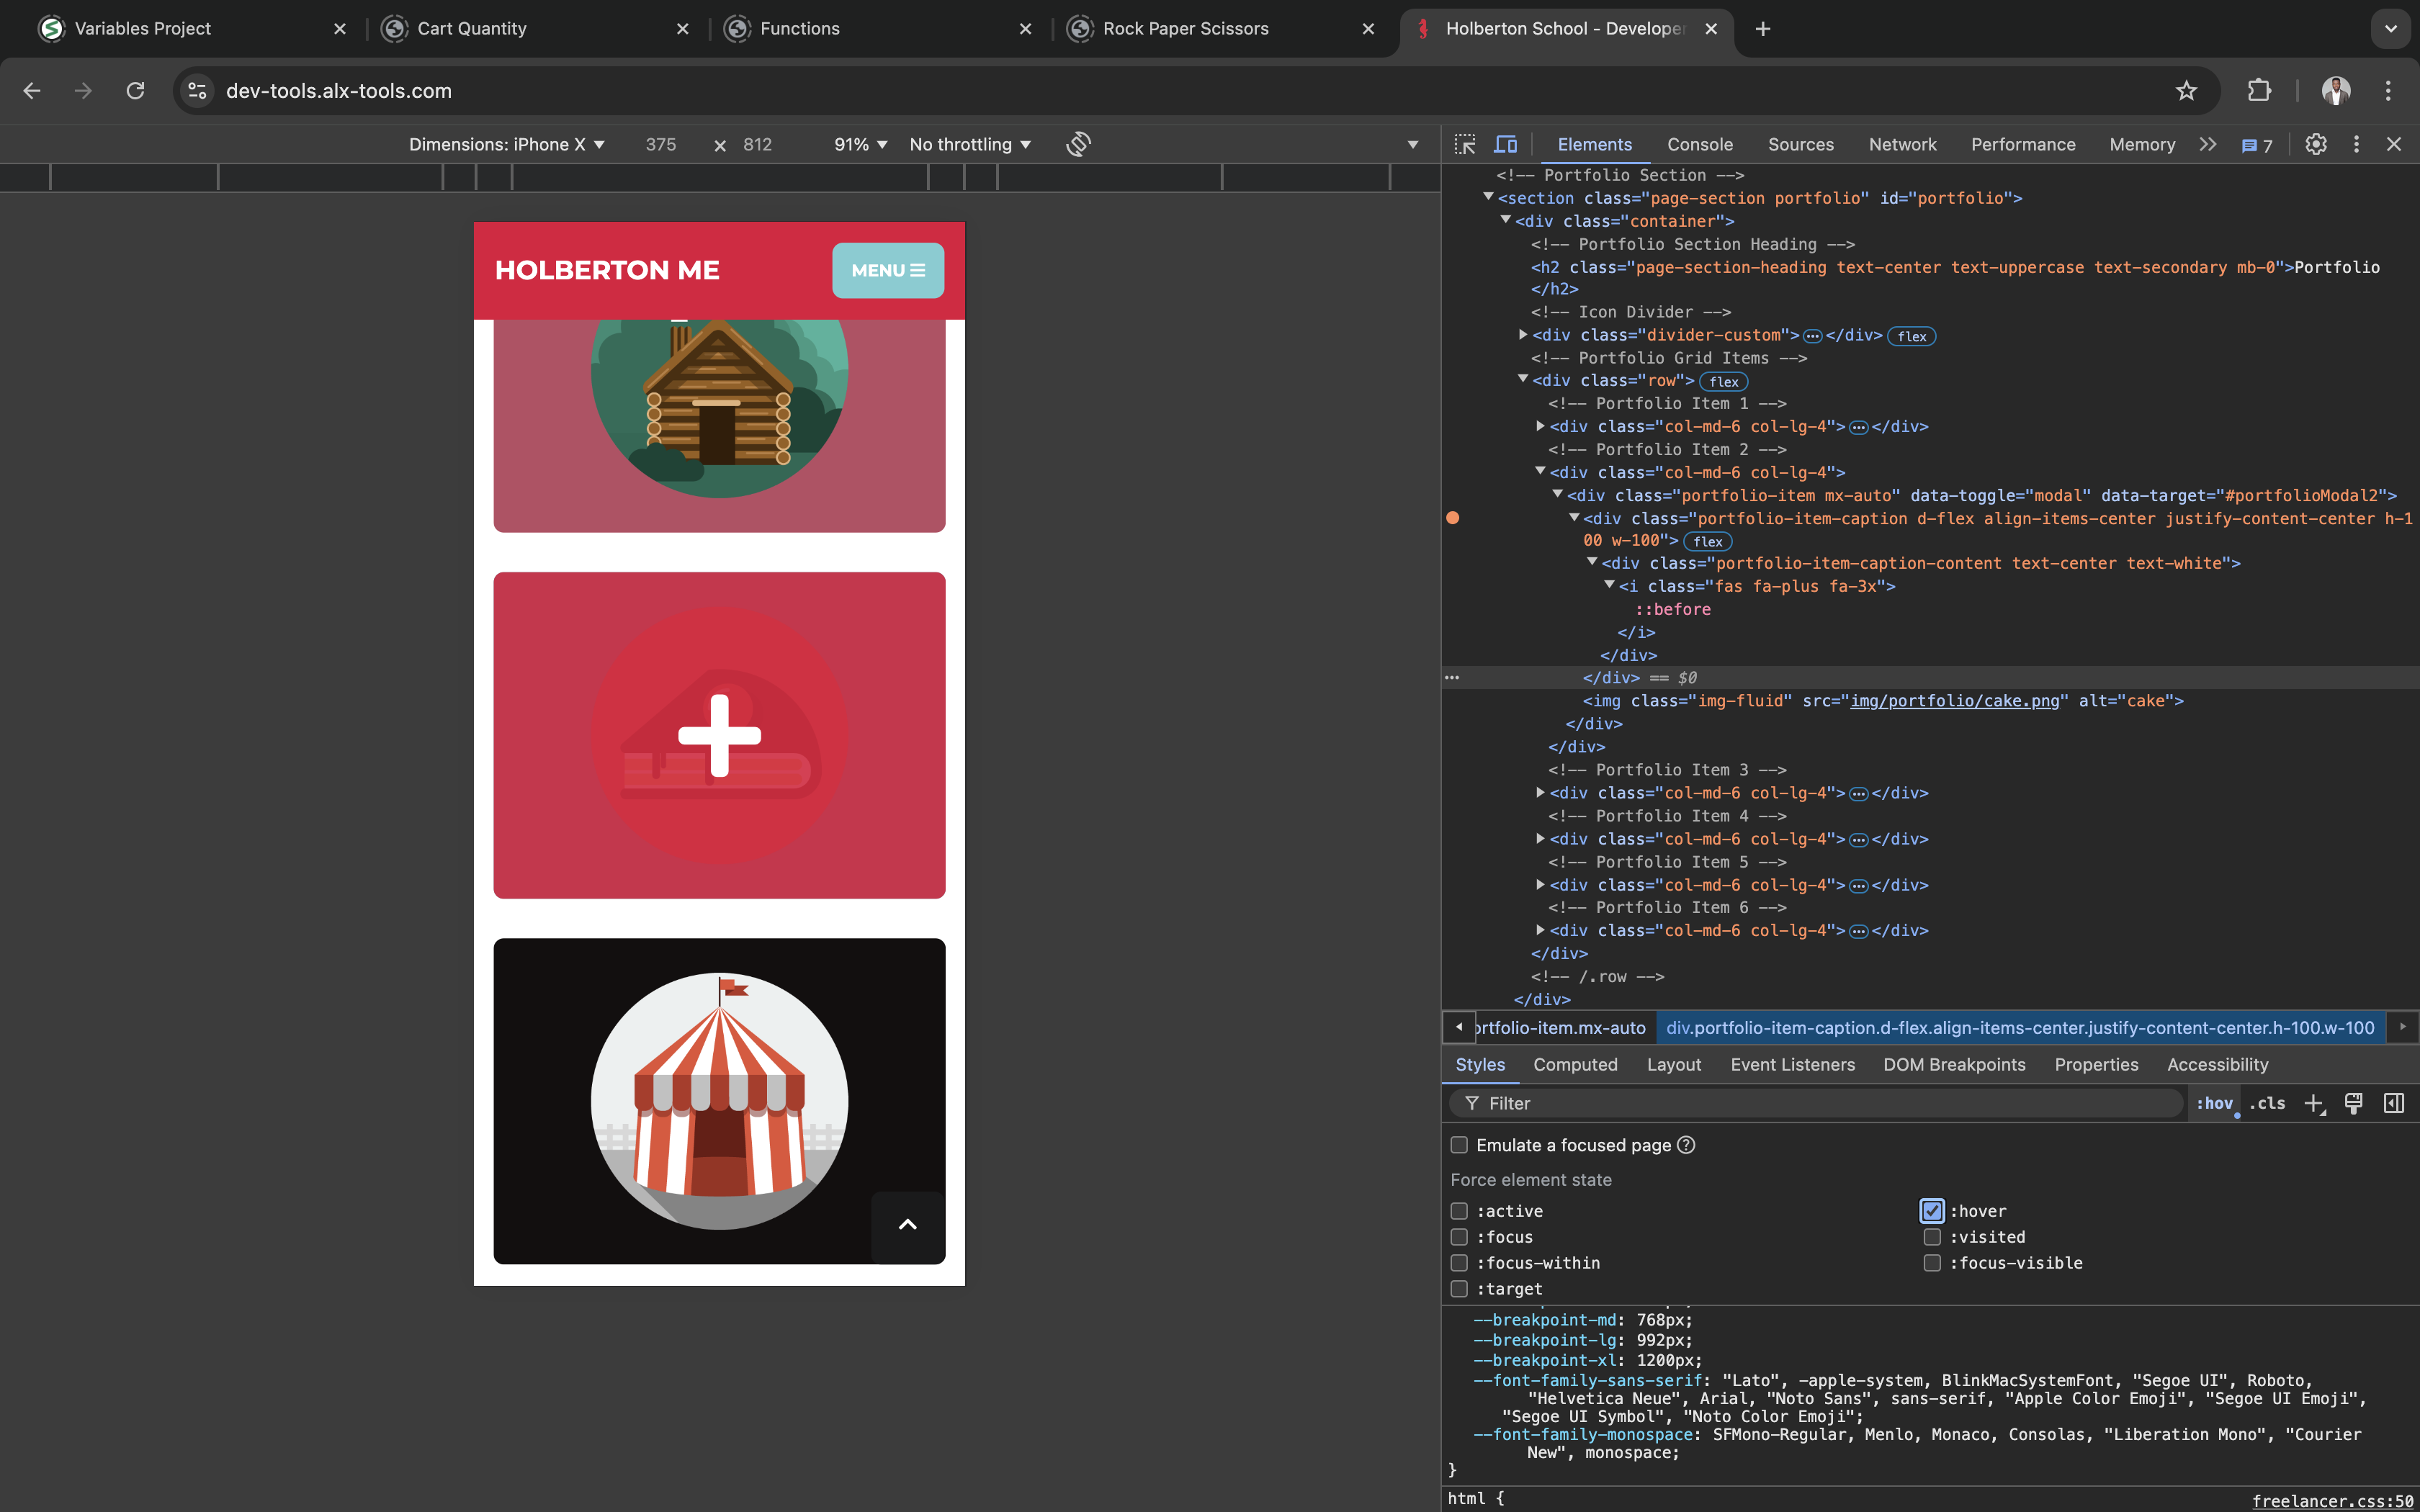 Variables Project
Cart Quantity
Functions
Rock Paper Scissors
Holberton School - Developer
dev-tools.alx-tools.com
Dimensions: iPhone X ▼ 375 × 812 91% ▼ No throttling ▼
Elements Console Sources Network Performance Memory 7
HOLBERTON ME
MENU
<!-- Portfolio Section -->
<section class="page-section portfolio" id="portfolio">
<div class="container">
<!-- Portfolio Section Heading -->
<h2 class="page-section-heading text-center text-uppercase text-secondary mb-0">Portfolio
</h2>
<!-- Icon Divider -->
<div class="divider-custom">…</div> flex
<!-- Portfolio Grid Items -->
<div class="row"> flex
<!-- Portfolio Item 1 -->
<div class="col-md-6 col-lg-4">…</div>
<!-- Portfolio Item 2 -->
<div class="col-md-6 col-lg-4">
<div class="portfolio-item mx-auto" data-toggle="modal" data-target="#portfolioModal2">
<div class="portfolio-item-caption d-flex align-items-center justify-content-center h-1
00 w-100"> flex
<div class="portfolio-item-caption-content text-center text-white">
<i class="fas fa-plus fa-3x">
::before
</i>
</div>
</div> == $0
<img class="img-fluid" src="img/portfolio/cake.png" alt="cake">
</div>
</div>
<!-- Portfolio Item 3 -->
<div class="col-md-6 col-lg-4">…</div>
<!-- Portfolio Item 4 -->
<div class="col-md-6 col-lg-4">…</div>
<!-- Portfolio Item 5 -->
<div class="col-md-6 col-lg-4">…</div>
<!-- Portfolio Item 6 -->
<div class="col-md-6 col-lg-4">…</div>
</div>
<!-- /.row -->
</div>
ortfolio-item.mx-auto div.portfolio-item-caption.d-flex.align-items-center.justify-content-center.h-100.w-100
Styles Computed Layout Event Listeners DOM Breakpoints Properties Accessibility
Filter :hov .cls
Emulate a focused page
Force element state
:active :hover
:focus :visited
:focus-within :focus-visible
:target
--breakpoint-md: 768px;
--breakpoint-lg: 992px;
--breakpoint-xl: 1200px;
--font-family-sans-serif: "Lato", -apple-system, BlinkMacSystemFont, "Segoe UI", Roboto,
"Helvetica Neue", Arial, "Noto Sans", sans-serif, "Apple Color Emoji", "Segoe UI Emoji",
"Segoe UI Symbol", "Noto Color Emoji";
--font-family-monospace: SFMono-Regular, Menlo, Monaco, Consolas, "Liberation Mono", "Courier
New", monospace;
}
html { freelancer.css:50